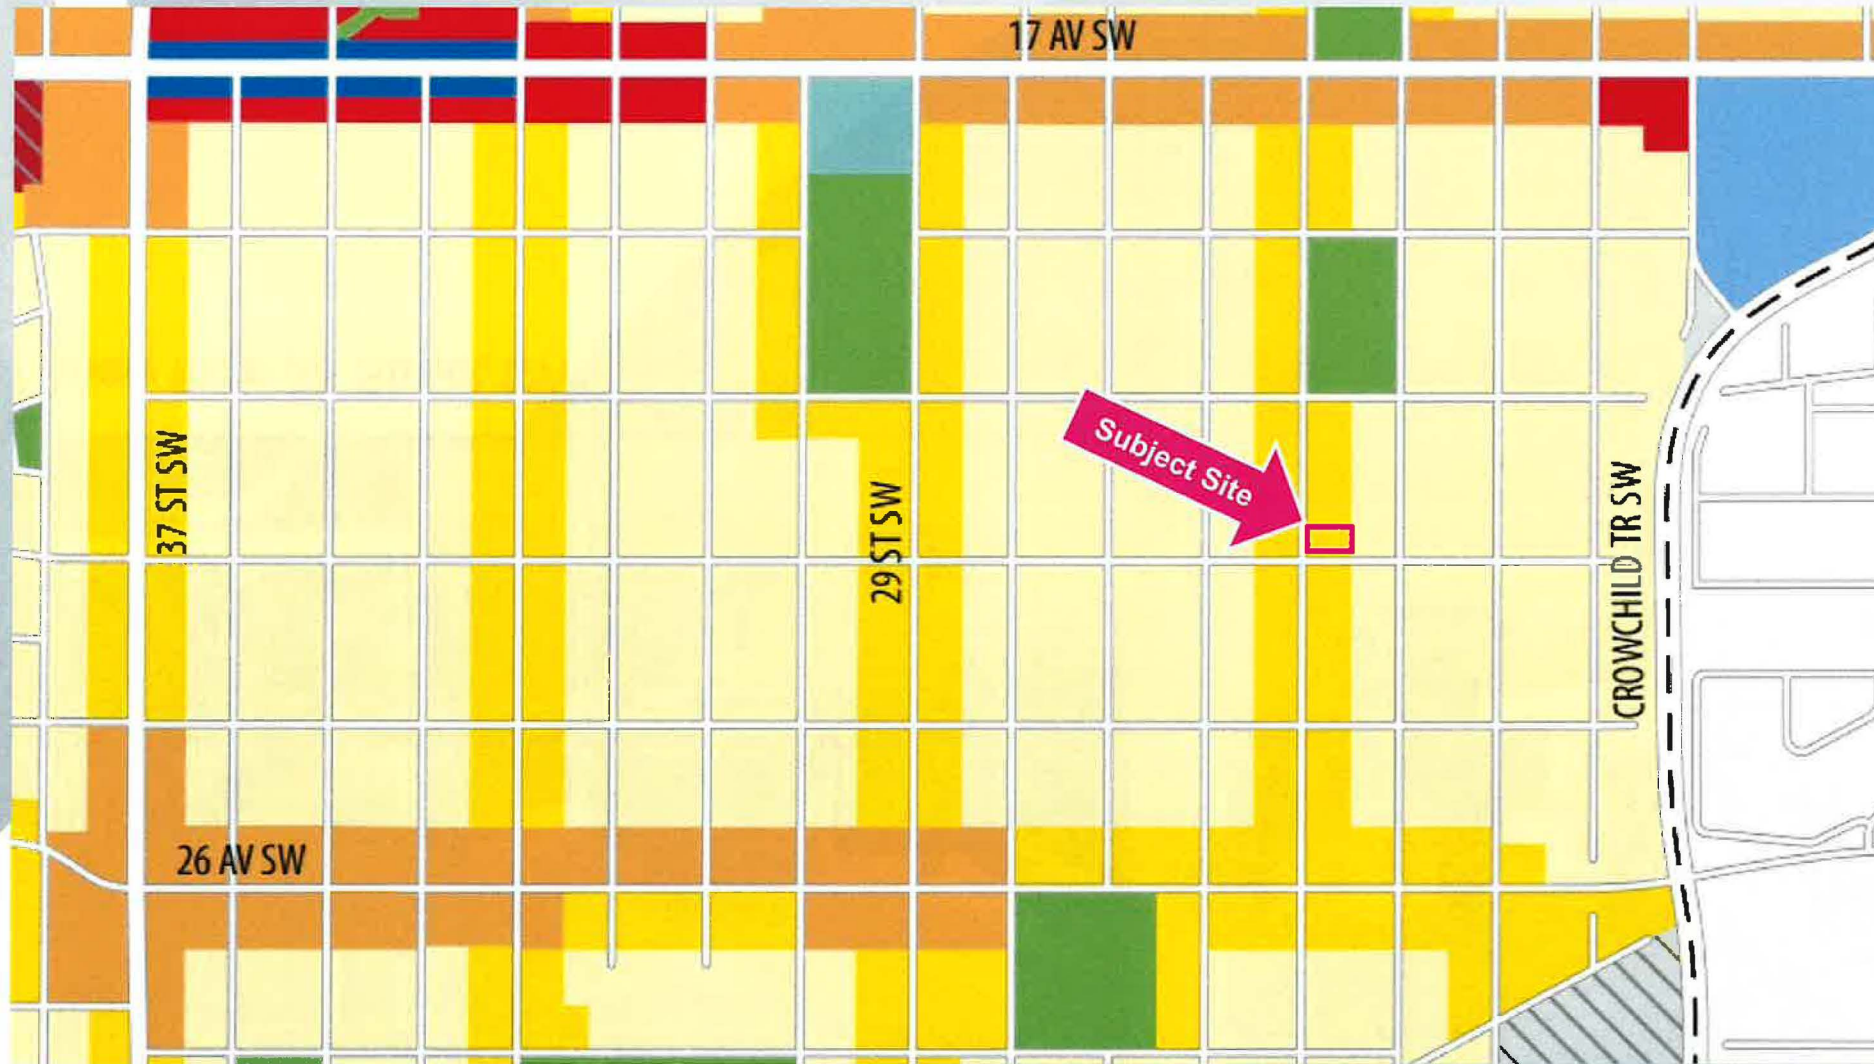 17 AV SW
Subject Site
37 ST SW
29 ST SW
CROWCHILD TR SW
26 AV SW